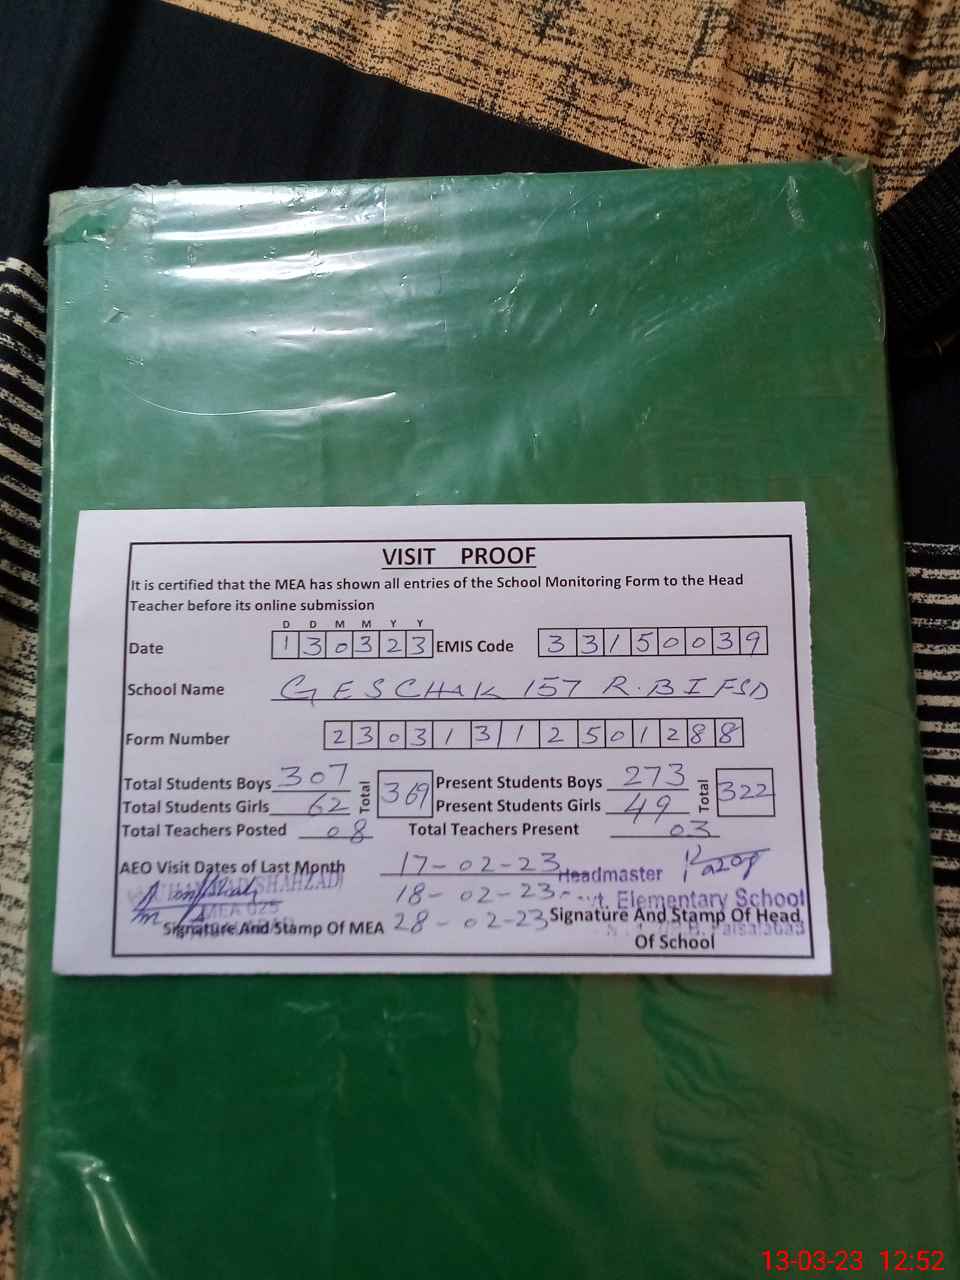 VISIT PROOF
It is certified that the MEA has shown all entries of the School Monitoring Form to the Head
Teacher before its online submission
D D M M Y Y
Date 1 3 0 3 2 3 EMIS Code 3 3 1 5 0 0 3 9
School Name G E S CHAK 157 R.B I FSD
Form Number 2 3 0 3 1 3 1 2 5 0 1 2 8 8
Total Students Boys 307 Total 369 Present Students Boys 273 Total 322
Total Students Girls 62 Present Students Girls 49
Total Teachers Posted 08 Total Teachers Present 03
AEO Visit Dates of Last Month 17-02-23
Headmaster
18-02-23
vt. Elementary School
MEA 025
Signature And Stamp Of MEA 28-02-23 Signature And Stamp Of Head
Of School
Faisalabad
13-03-23 12:52